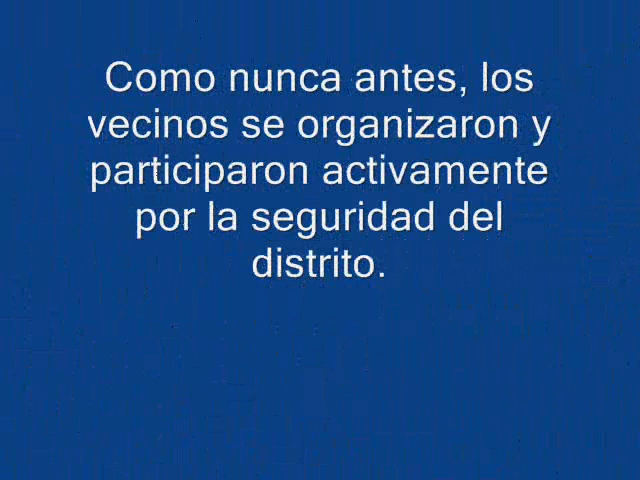 Como nunca antes, los
vecinos se organizaron y
participaron activamente
por la seguridad del
distrito.